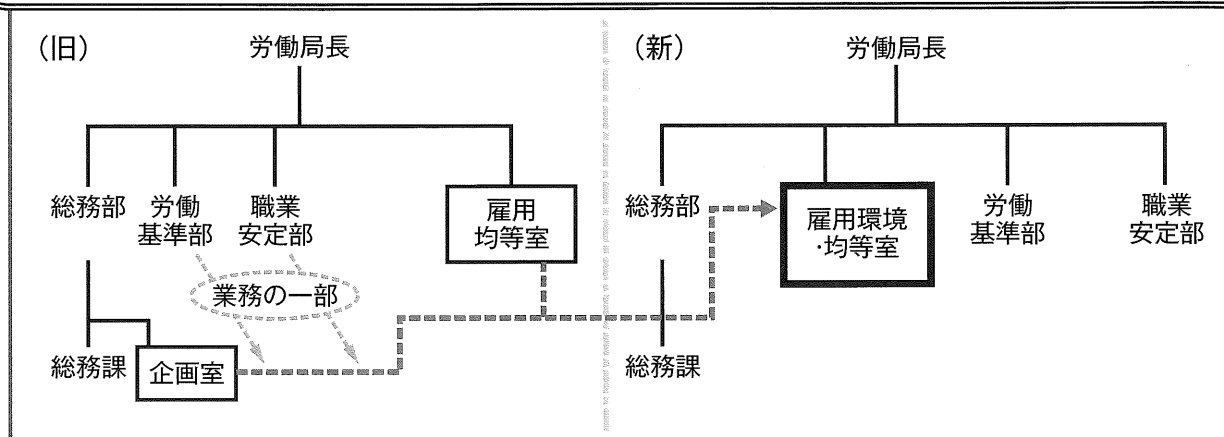 (旧)
労働局長
総務部
労働
基準部
職業
安定部
雇用
均等室
業務の一部
総務課
企画室
(新)
労働局長
総務部
雇用環境
・均等室
労働
基準部
職業
安定部
総務課